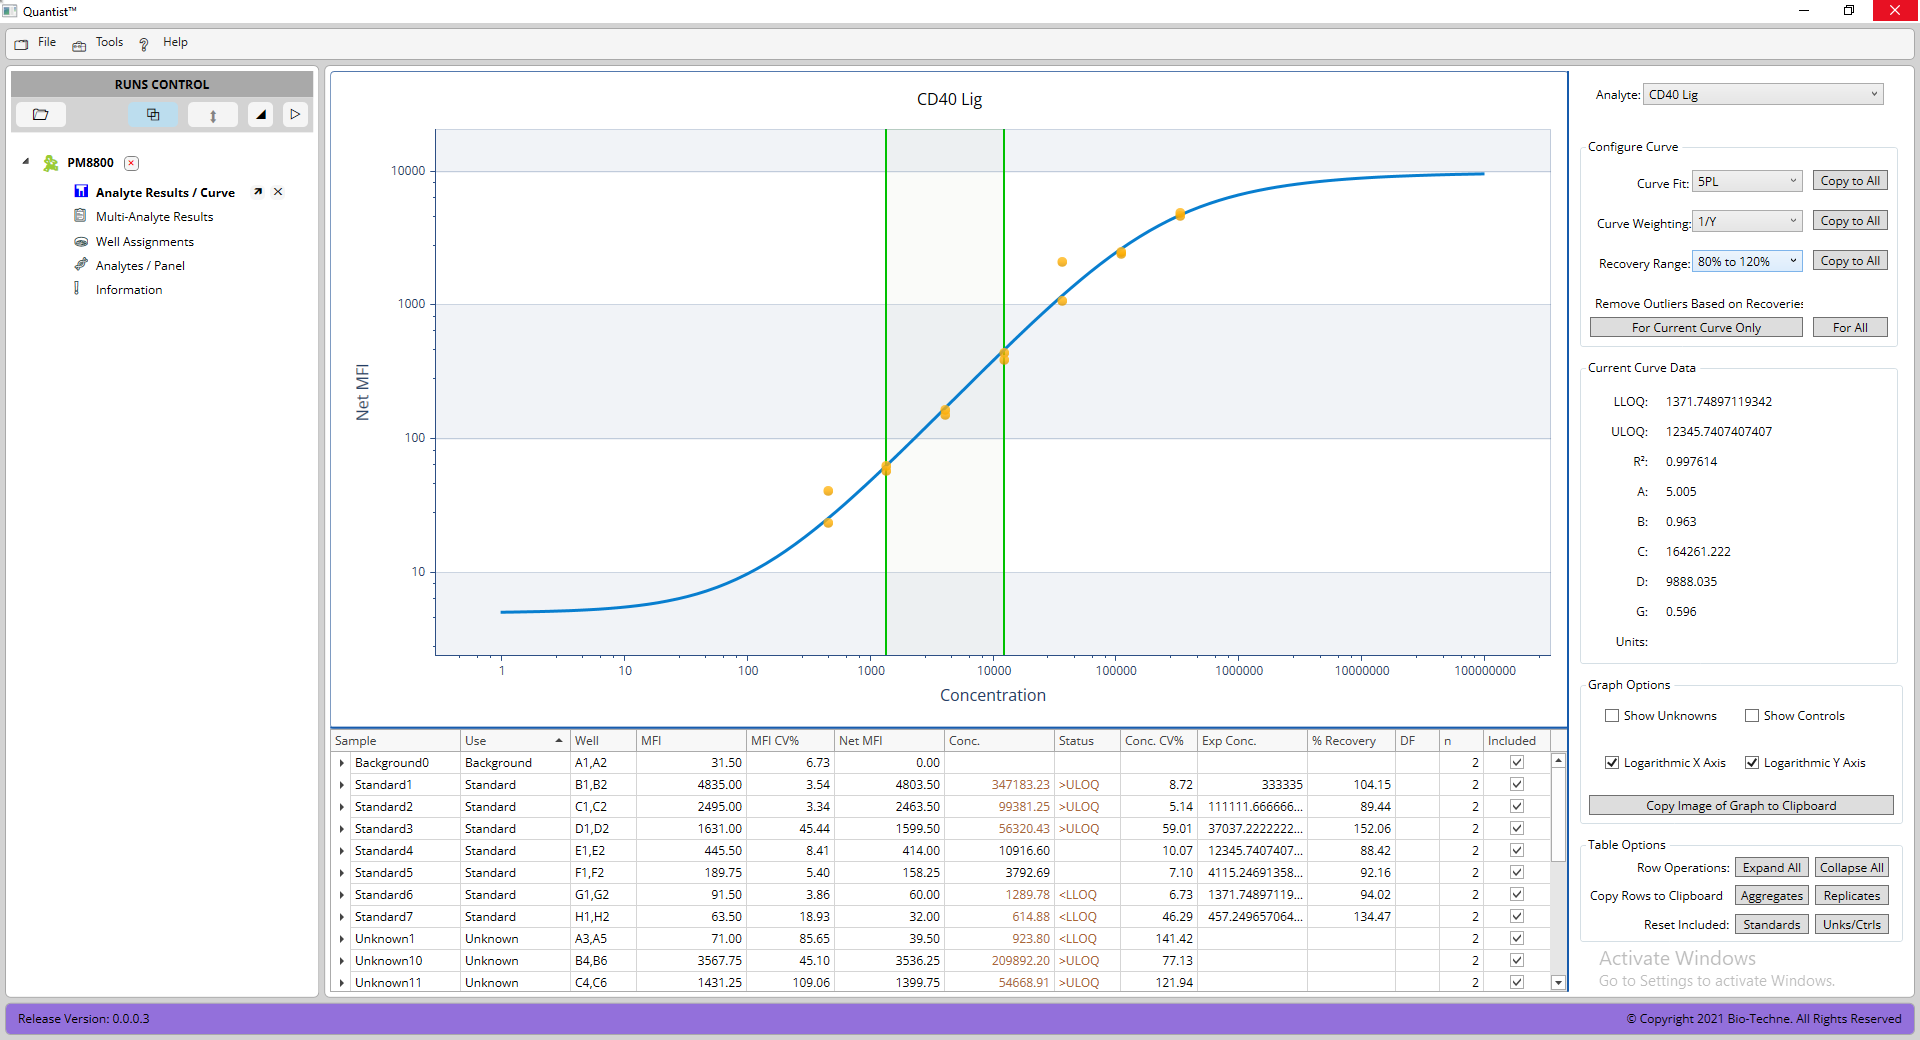 Quantist™
File Tools Help
RUNS CONTROL
PM8800
Analyte Results / Curve
Multi-Analyte Results
Well Assignments
Analytes / Panel
Information
CD40 Lig
Net MFI
10000
1000
100
10
1 10 100 1000 10000 100000 1000000 10000000 100000000
Concentration
Analyte: CD40 Lig
Configure Curve
Curve Fit: 5PL Copy to All
Curve Weighting: 1/Y Copy to All
Recovery Range: 80% to 120% Copy to All
Remove Outliers Based on Recoveries
For Current Curve Only For All
Current Curve Data
LLOQ: 1371.74897119342
ULOQ: 12345.7407407407
R²: 0.997614
A: 5.005
B: 0.963
C: 164261.222
D: 9888.035
G: 0.596
Units:
Graph Options
Show Unknowns Show Controls
Logarithmic X Axis Logarithmic Y Axis
Copy Image of Graph to Clipboard
Table Options
Row Operations: Expand All Collapse All
Copy Rows to Clipboard Aggregates Replicates
Reset Included: Standards Unks/Ctrls
Sample Use Well MFI MFI CV% Net MFI Conc. Status Conc. CV% Exp Conc. % Recovery DF n Included
Background0 Background A1,A2 31.50 6.73 0.00 2
Standard1 Standard B1,B2 4835.00 3.54 4803.50 347183.23 >ULOQ 8.72 333335 104.15 2
Standard2 Standard C1,C2 2495.00 3.34 2463.50 99381.25 >ULOQ 5.14 111111.666666... 89.44 2
Standard3 Standard D1,D2 1631.00 45.44 1599.50 56320.43 >ULOQ 59.01 37037.2222222... 152.06 2
Standard4 Standard E1,E2 445.50 8.41 414.00 10916.60 10.07 12345.7407407... 88.42 2
Standard5 Standard F1,F2 189.75 5.40 158.25 3792.69 7.10 4115.24691358... 92.16 2
Standard6 Standard G1,G2 91.50 3.86 60.00 1289.78 <LLOQ 6.73 1371.74897119... 94.02 2
Standard7 Standard H1,H2 63.50 18.93 32.00 614.88 <LLOQ 46.29 457.249657064... 134.47 2
Unknown1 Unknown A3,A5 71.00 85.65 39.50 923.80 <LLOQ 141.42 2
Unknown10 Unknown B4,B6 3567.75 45.10 3536.25 209892.20 >ULOQ 77.13 2
Unknown11 Unknown C4,C6 1431.25 109.06 1399.75 54668.91 >ULOQ 121.94 2
Activate Windows
Go to Settings to activate Windows.
Release Version: 0.0.0.3
© Copyright 2021 Bio-Techne. All Rights Reserved